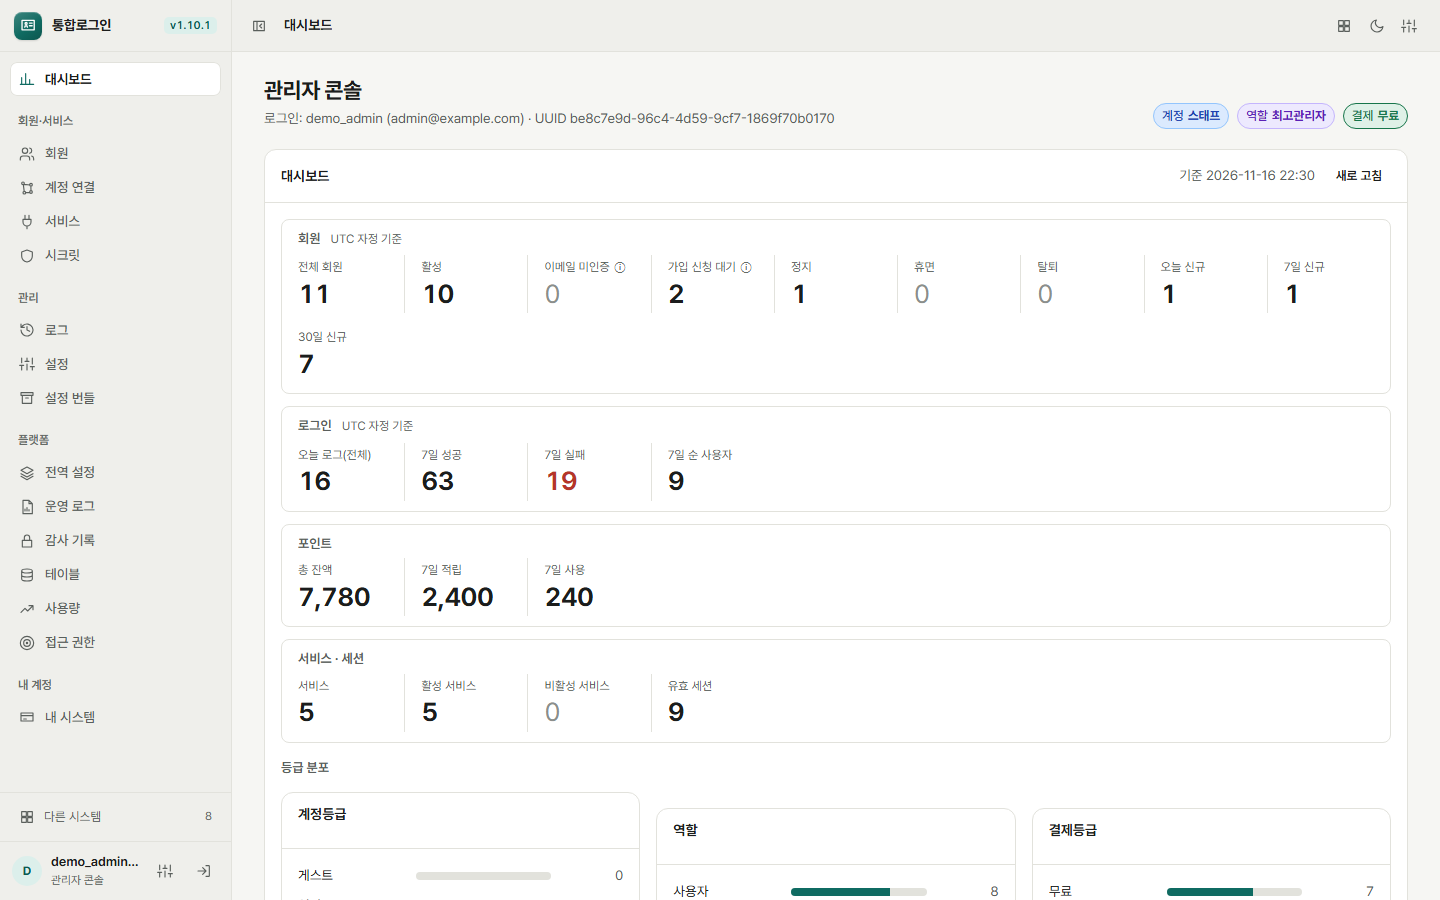 통합로그인
v1.10.1
대시보드
회원·서비스
회원
계정 연결
서비스
시크릿
관리
로그
설정
설정 번들
플랫폼
전역 설정
운영 로그
감사 기록
테이블
사용량
접근 권한
내 계정
내 시스템
다른 시스템 8
D
demo_admin...
관리자 콘솔
대시보드
관리자 콘솔
로그인: demo_admin (admin@example.com) · UUID be8c7e9d-96c4-4d59-9cf7-1869f70b0170
계정 스태프
역할 최고관리자
결제 무료
대시보드
기준 2026-11-16 22:30
새로 고침
회원 UTC 자정 기준
전체 회원
11
활성
10
이메일 미인증
0
가입 신청 대기
2
정지
1
휴면
0
탈퇴
0
오늘 신규
1
7일 신규
1
30일 신규
7
로그인 UTC 자정 기준
오늘 로그(전체)
16
7일 성공
63
7일 실패
19
7일 순 사용자
9
포인트
총 잔액
7,780
7일 적립
2,400
7일 사용
240
서비스 · 세션
서비스
5
활성 서비스
5
비활성 서비스
0
유효 세션
9
등급 분포
계정등급
게스트 0
역할
사용자 8
결제등급
무료 7